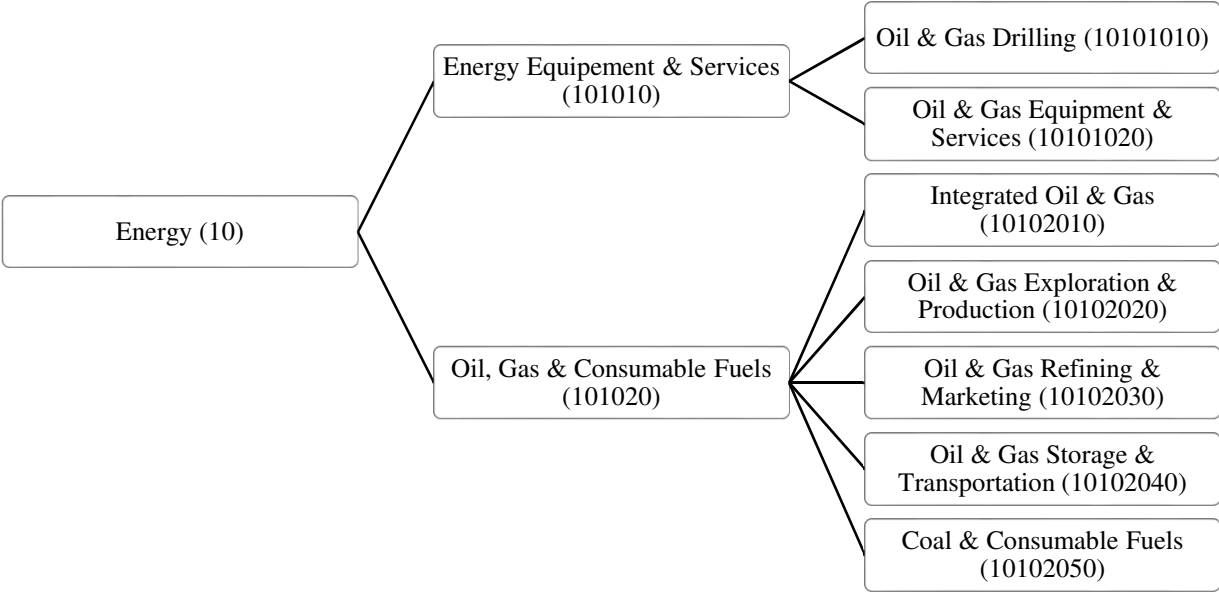 Energy (10)
Energy Equipement & Services
(101010)
Oil, Gas & Consumable Fuels
(101020)
Oil & Gas Drilling (10101010)
Oil & Gas Equipment &
Services (10101020)
Integrated Oil & Gas
(10102010)
Oil & Gas Exploration &
Production (10102020)
Oil & Gas Refining &
Marketing (10102030)
Oil & Gas Storage &
Transportation (10102040)
Coal & Consumable Fuels
(10102050)